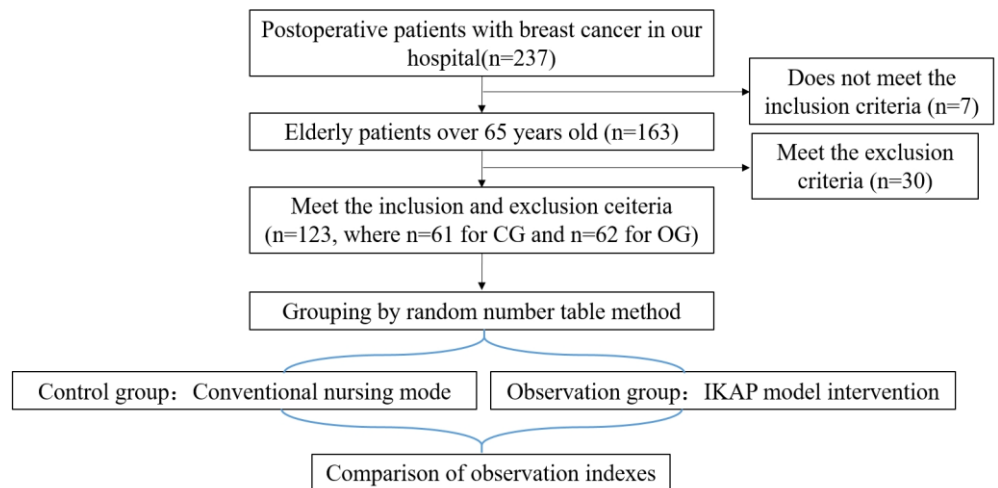 Postoperative patients with breast cancer in our
hospital(n=237)
Does not meet the
inclusion criteria (n=7)
Elderly patients over 65 years old (n=163)
Meet the exclusion
criteria (n=30)
Meet the inclusion and exclusion ceiteria
(n=123, where n=61 for CG and n=62 for OG)
Grouping by random number table method
Control group：Conventional nursing mode
Observation group：IKAP model intervention
Comparison of observation indexes